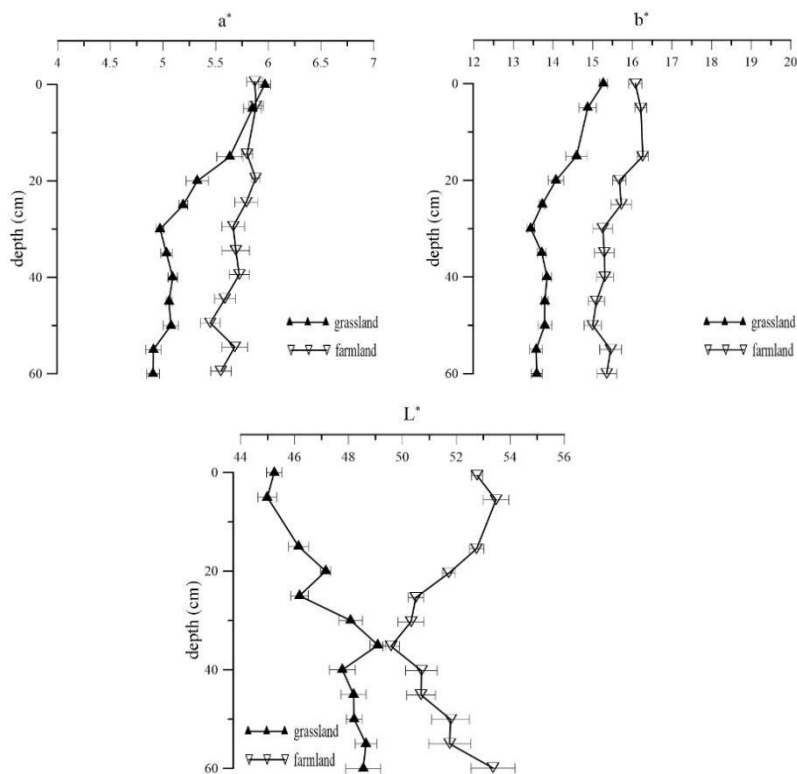 a*
4 4.5 5 5.5 6 6.5 7
0
20
40
60
depth (cm)
grassland
farmland
b*
12 13 14 15 16 17 18 19 20
0
20
40
60
depth (cm)
grassland
farmland
L*
44 46 48 50 52 54 56
0
20
40
60
depth (cm)
grassland
farmland